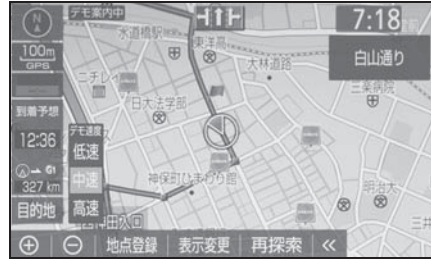 デモ案内中
7:18
N
水道橋駅
東洋高
白山通り
100m
GPS
大林道路
三楽病院
ニチレイ
日大法学部
到着予想
12:36
デモ速度
低速
327 km
中速
神保町ひまわり館
明治大
目的地
高速
田入口
三井
地点登録
表示変更
再探索